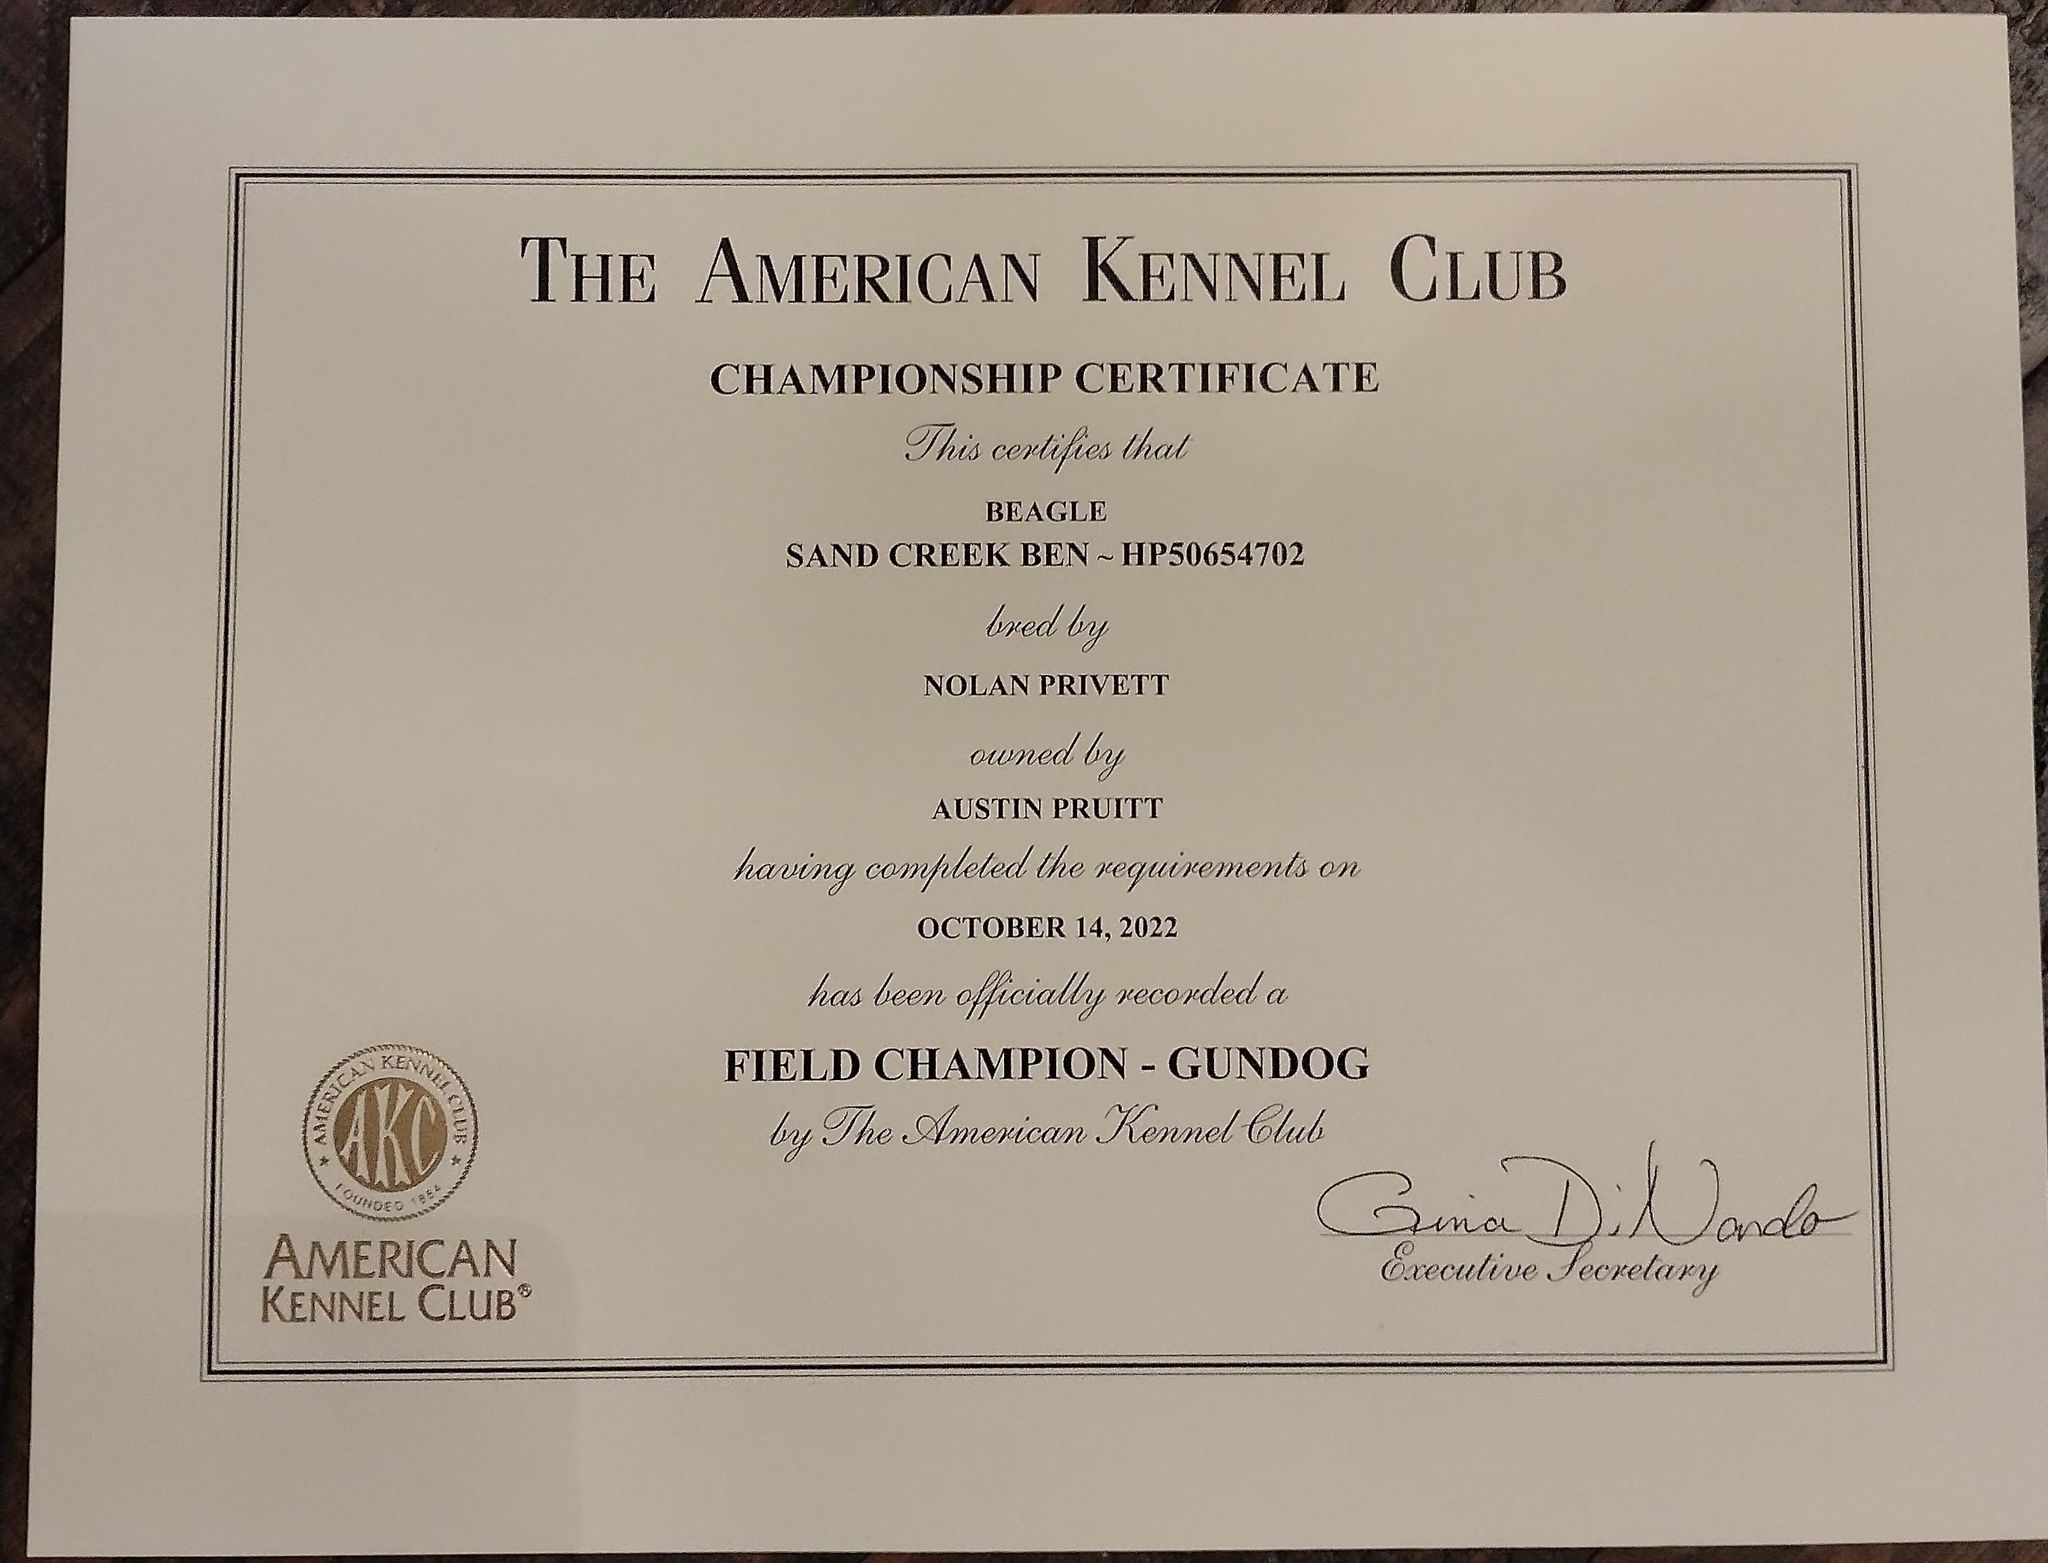 THE AMERICAN KENNEL CLUB
CHAMPIONSHIP CERTIFICATE
This certifies that
BEAGLE
SAND CREEK BEN ~ HP50654702
bred by
NOLAN PRIVETT
owned by
AUSTIN PRUITT
having completed the requirements on
OCTOBER 14, 2022
has been officially recorded a
FIELD CHAMPION - GUNDOG
by The American Kennel Club
AMERICAN KENNEL CLUB
AKC
FOUNDED 1884
AMERICAN
KENNEL CLUB®
Gina DiNardo
Executive Secretary